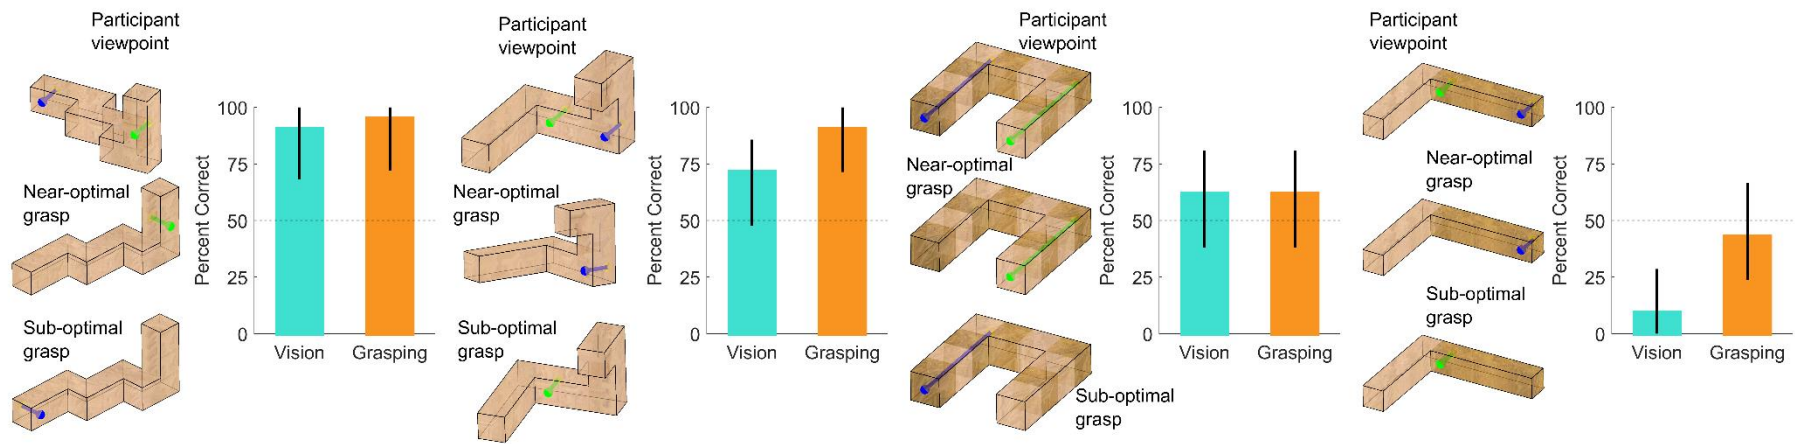 Participant
viewpoint
Near-optimal
grasp
Sub-optimal
grasp
Percent Correct
100
75
50
25
0
Vision
Grasping
Participant
viewpoint
Near-optimal
grasp
Sub-optimal
grasp
Percent Correct
100
75
50
25
0
Vision
Grasping
Participant
viewpoint
Near-optimal
grasp
Sub-optimal
grasp
Percent Correct
100
75
50
25
0
Vision
Grasping
Participant
viewpoint
Near-optimal
grasp
Sub-optimal
grasp
Percent Correct
100
75
50
25
0
Vision
Grasping